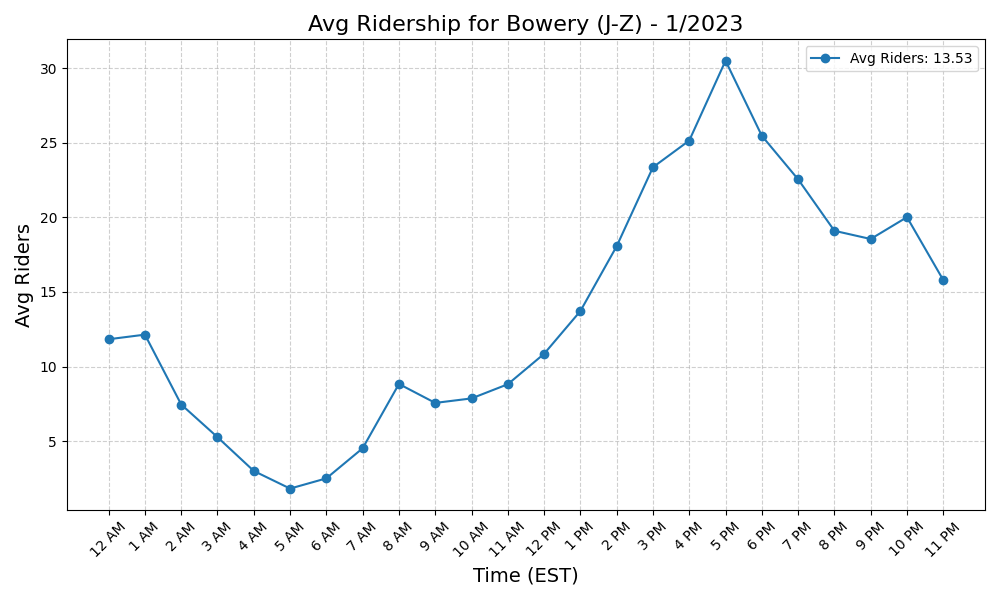 Avg Ridership for Bowery (J-Z) - 1/2023
Avg Riders: 13.53
Avg Riders
30
25
20
15
10
5
12 AM
1 AM
2 AM
3 AM
4 AM
5 AM
6 AM
7 AM
8 AM
9 AM
10 AM
11 AM
12 PM
1 PM
2 PM
3 PM
4 PM
5 PM
6 PM
7 PM
8 PM
9 PM
10 PM
11 PM
Time (EST)